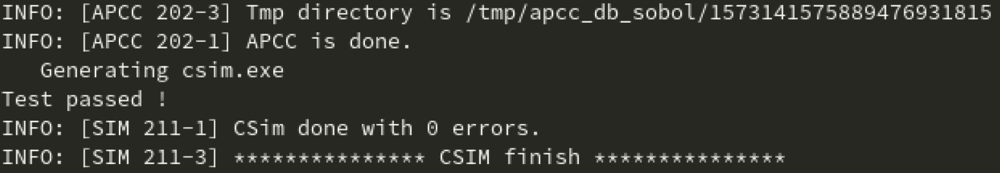 INFO: [APCC 202-3] Tmp directory is /tmp/apcc_db_sobol/1573141575889476931815
INFO: [APCC 202-1] APCC is done.
   Generating csim.exe
Test passed !
INFO: [SIM 211-1] CSim done with 0 errors.
INFO: [SIM 211-3] *************** CSIM finish ***************